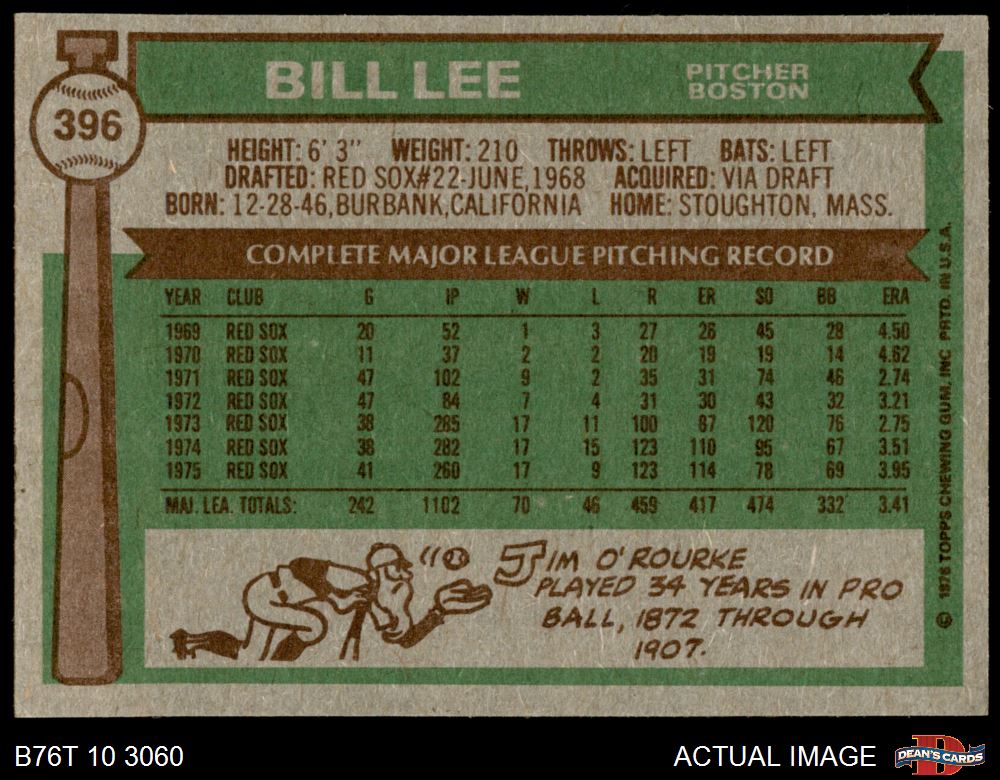 BILL LEE
PITCHER
BOSTON
396
HEIGHT: 6' 3" WEIGHT: 210 THROWS: LEFT BATS: LEFT
DRAFTED: RED SOX#22-JUNE,1968 ACQUIRED: VIA DRAFT
BORN: 12-28-46,BURBANK,CALIFORNIA HOME: STOUGHTON, MASS.
COMPLETE MAJOR LEAGUE PITCHING RECORD
YEAR CLUB G IP W L R ER SO BB ERA
1969 RED SOX 20 52 1 3 27 26 45 28 4.50
1970 RED SOX 11 37 2 2 20 19 19 14 4.62
1971 RED SOX 47 102 9 2 35 31 74 46 2.74
1972 RED SOX 47 84 7 4 31 30 43 32 3.21
1973 RED SOX 38 285 17 11 100 87 120 76 2.75
1974 RED SOX 38 282 17 15 123 110 95 67 3.51
1975 RED SOX 41 260 17 9 123 114 78 69 3.95
MAJ. LEA. TOTALS: 242 1102 70 46 459 417 474 332 3.41
JIM O'ROURKE
PLAYED 34 YEARS IN PRO
BALL, 1872 THROUGH
1907.
© 1976 TOPPS CHEWING GUM, INC PRTD. IN U.S.A.
B76T 10 3060
ACTUAL IMAGE
DEAN'S CARDS